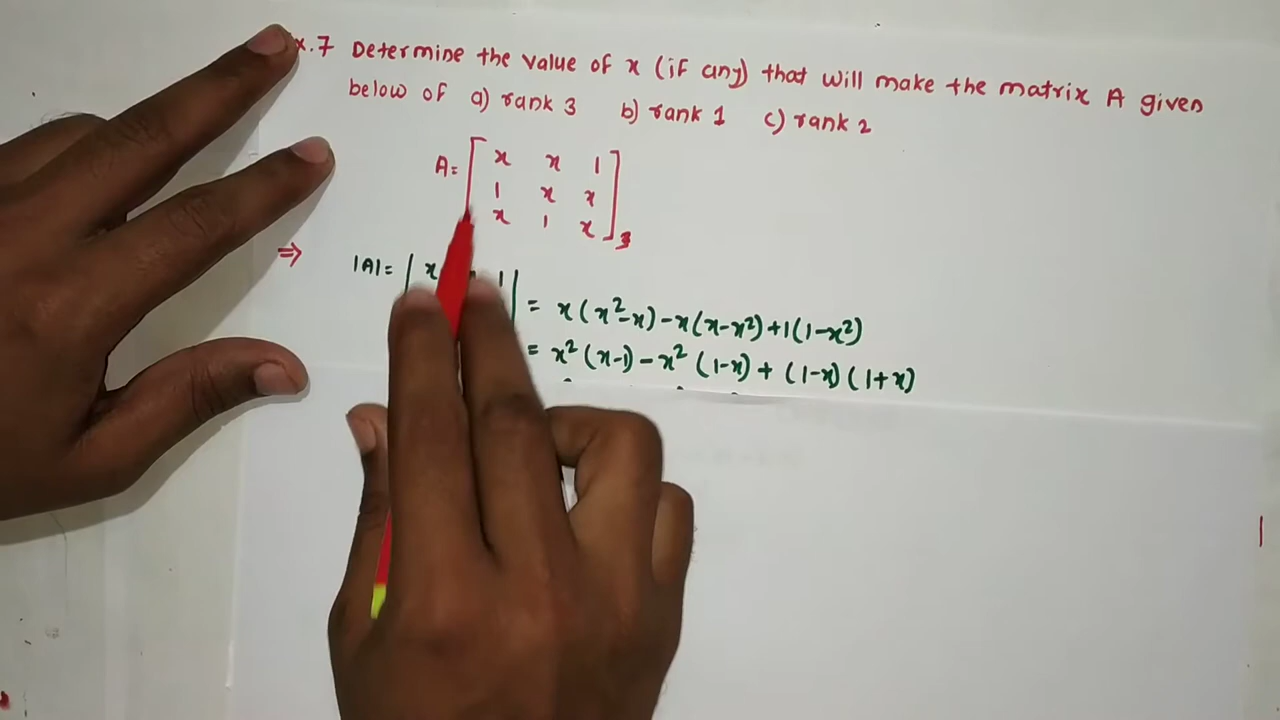 x.7 Determine the value of x (if any) that will make the matrix A given
below of a) rank 3 b) rank 1 c) rank 2
A= [ x x 1
1 x x
x 1 x ]3
⇒ |A| = | x 1 | = x(x²-x)-x(x-x²)+1(1-x²)
= x²(x-1)-x²(1-x)+(1-x)(1+x)